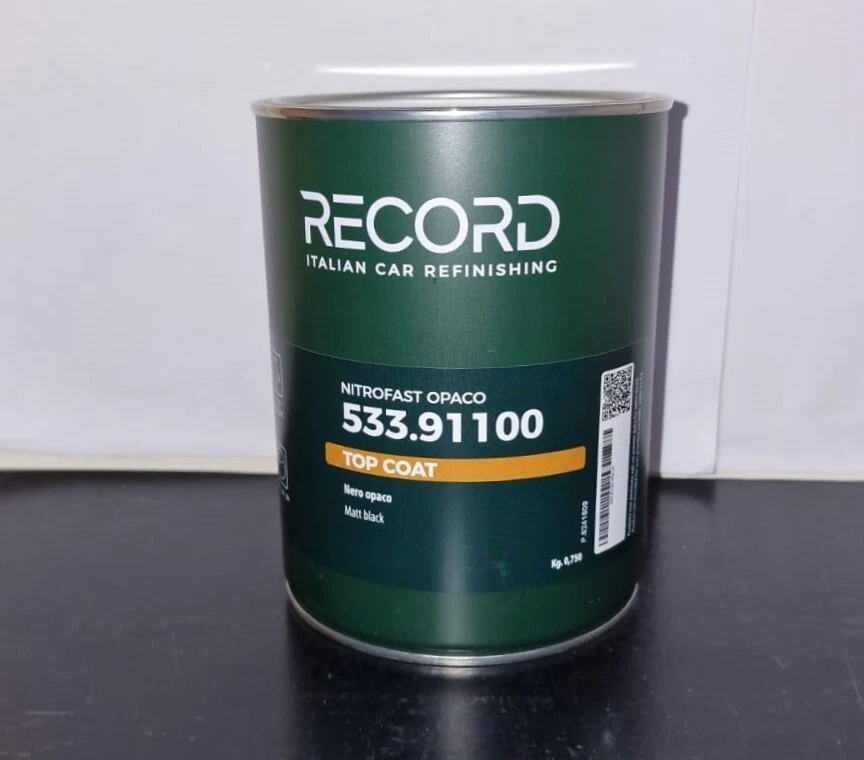 RECORD
ITALIAN CAR REFINISHING
NITROFAST OPACO
533.91100
TOP COAT
Nero opaco
Matt black
Kg. 0,750